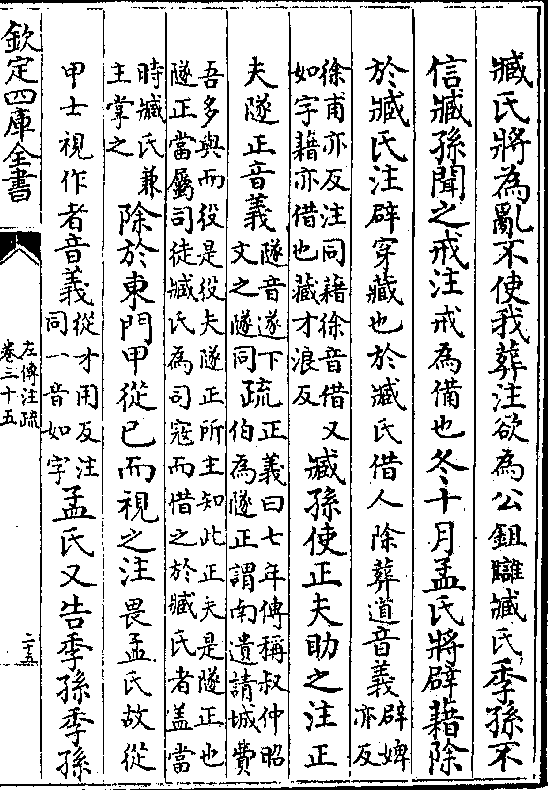 臧氏將為亂不使我葬注欲為公鉏讎臧氏季孫不
信臧孫聞之戒注戒為備也冬十月孟氏將辟藉除
於臧氏注辟穿藏也於臧氏借人除葬道音義辟婢
亦反
徐甫亦反注同藉徐音借又
如字藉亦借也藏才浪反
臧孫使正夫助之注正
夫隧正音義隧音遂下
文之隧同
疏正義曰七年傳稱叔仲昭
伯為隧正謂南遺請城費
吾多與而役是役夫隧正所主知此正夫是隧正也
隧正當屬司徒臧氏為司寇而借之於臧氏者盖當
時臧氏兼
主掌之
除於東門甲從已而視之注畏孟氏故從
甲士視作者音義從才用反注
同一音如字
孟氏又告季孫季孫
欽定四庫全書
左傳注疏
卷三十五
二十五